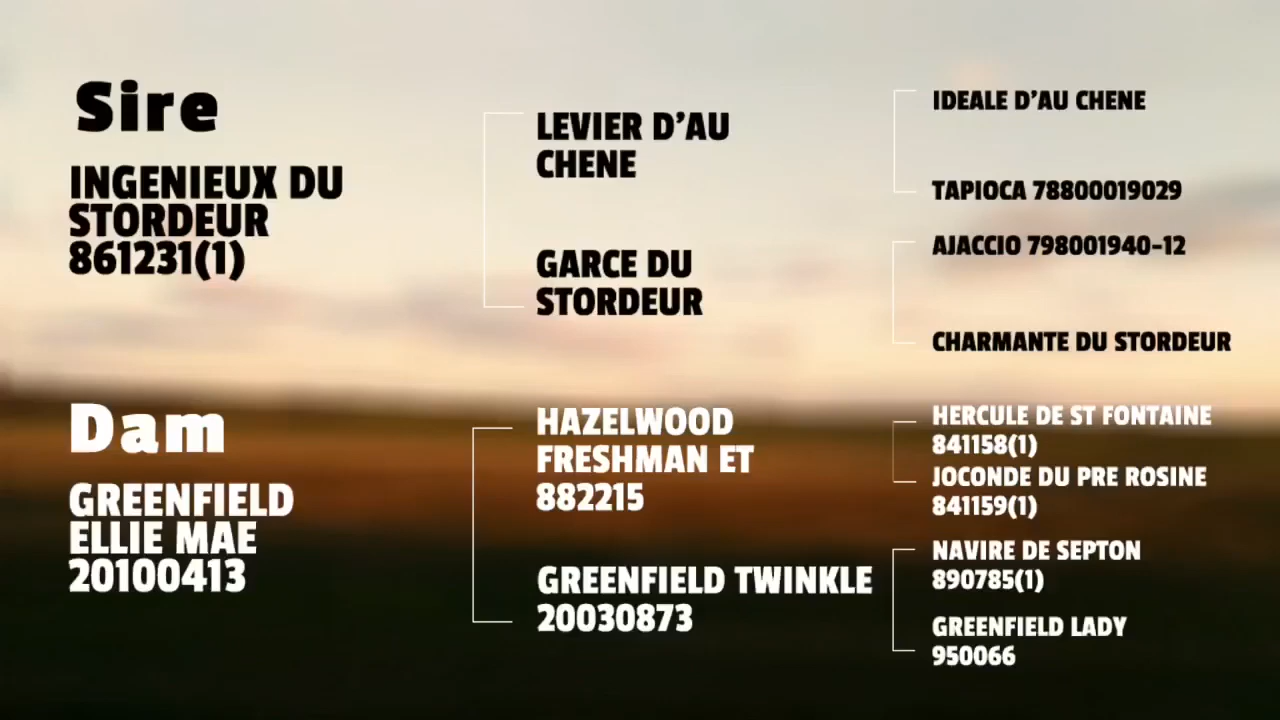 Sire
INGENIEUX DU
STORDEUR
861231(1)
LEVIER D'AU
CHENE
GARCE DU
STORDEUR
IDEALE D'AU CHENE
TAPIOCA 78800019029
AJACCIO 798001940-12
CHARMANTE DU STORDEUR
Dam
GREENFIELD
ELLIE MAE
20100413
HAZELWOOD
FRESHMAN ET
882215
GREENFIELD TWINKLE
20030873
HERCULE DE ST FONTAINE
841158(1)
JOCONDE DU PRE ROSINE
841159(1)
NAVIRE DE SEPTON
890785(1)
GREENFIELD LADY
950066